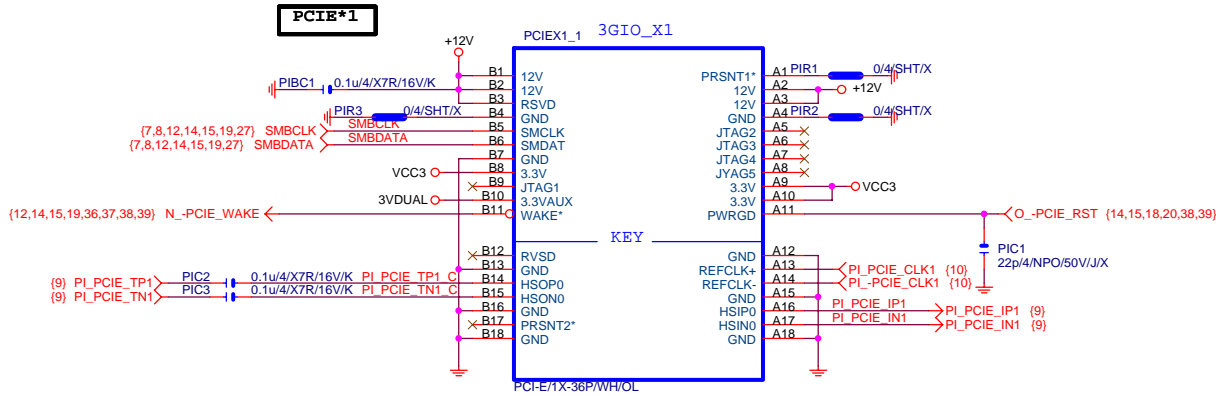 PCIE*1
PCIEX1_1 3GIO_X1
+12V
B1 12V PRSNT1* A1 PIR1 0/4/SHT/X
PIBC1 0.1u/4/X7R/16V/K B2 12V 12V A2 +12V
B3 RSVD 12V A3
PIR3 0/4/SHT/X B4 GND GND A4 PIR2 0/4/SHT/X
{7,8,12,14,15,19,27} SMBCLK SMBCLK B5 SMCLK JTAG2 A5
{7,8,12,14,15,19,27} SMBDATA SMBDATA B6 SMDAT JTAG3 A6
B7 GND JTAG4 A7
VCC3 B8 3.3V JYAG5 A8
B9 JTAG1 3.3V A9 VCC3
3VDUAL B10 3.3VAUX 3.3V A10
{12,14,15,19,36,37,38,39} N_-PCIE_WAKE B11 WAKE* PWRGD A11 O_-PCIE_RST {14,15,18,20,38,39}
KEY
B12 RVSD GND A12 PIC1
22p/4/NPO/50V/J/X
B13 GND REFCLK+ A13 PI_PCIE_CLK1 {10}
{9} PI_PCIE_TP1 PIC2 0.1u/4/X7R/16V/K PI_PCIE_TP1_C B14 HSOP0 REFCLK- A14 PI_-PCIE_CLK1 {10}
{9} PI_PCIE_TN1 PIC3 0.1u/4/X7R/16V/K PI_PCIE_TN1_C B15 HSON0 GND A15
B16 GND HSIP0 A16 PI_PCIE_IP1 PI_PCIE_IP1 {9}
B17 PRSNT2* HSIN0 A17 PI_PCIE_IN1 PI_PCIE_IN1 {9}
B18 GND GND A18
PCI-E/1X-36P/WH/OL